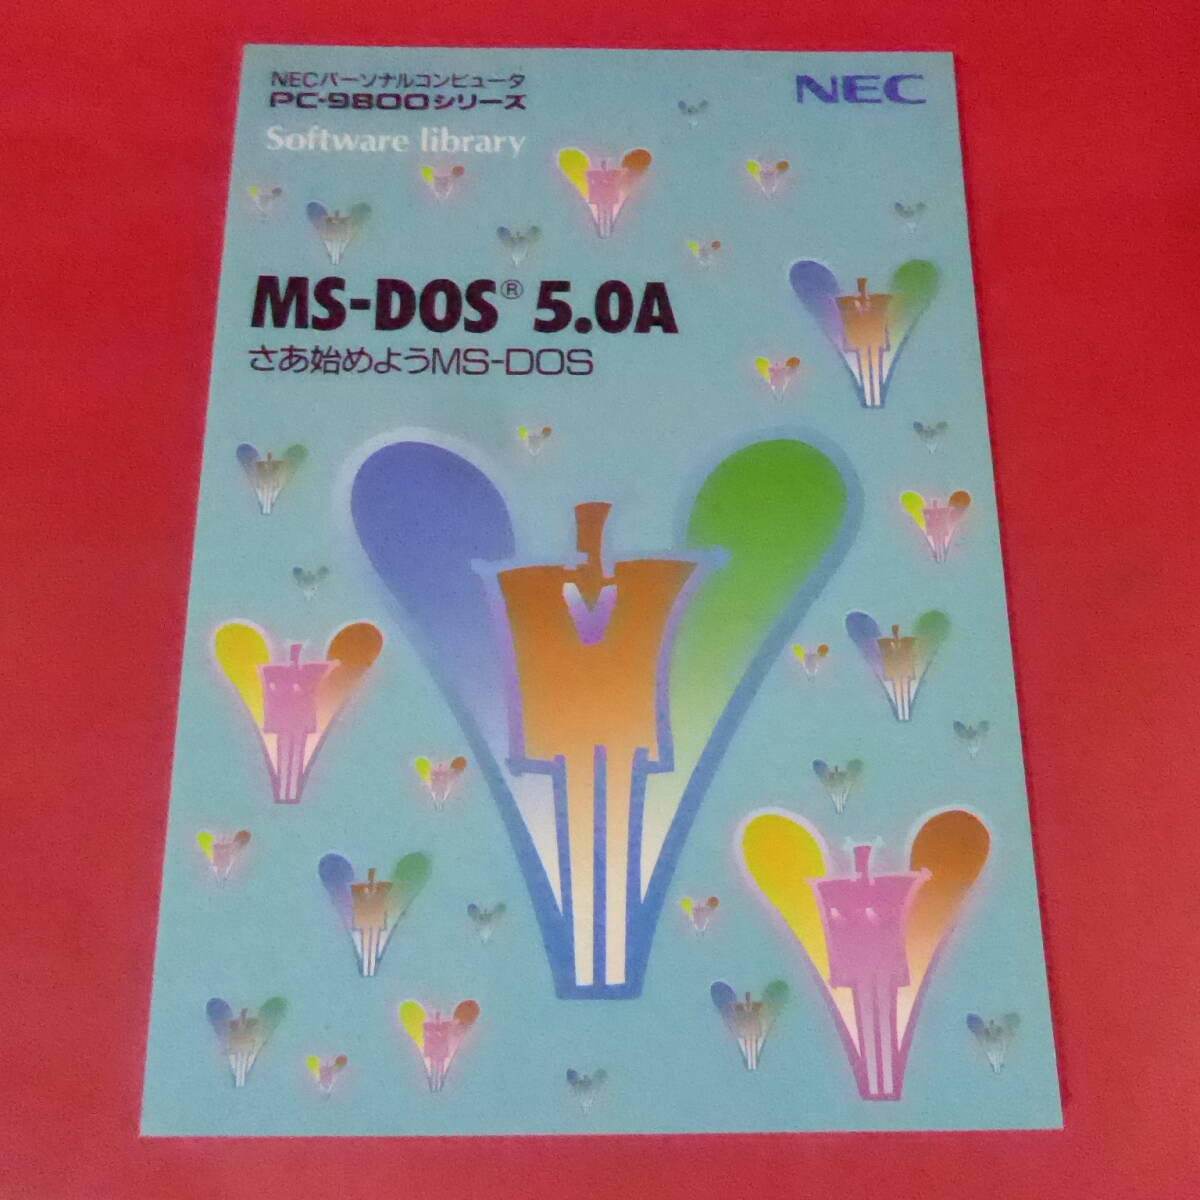 NECパーソナルコンピュータ
PC-9800シリーズ
NEC
Software library
MS-DOS® 5.0A
さあ始めようMS-DOS